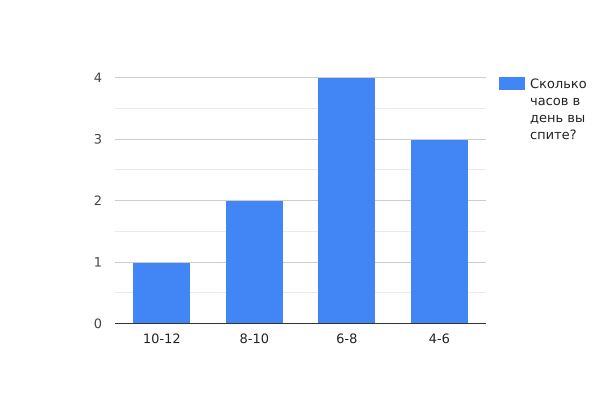 4
3
2
1
0
10-12
8-10
6-8
4-6
Сколько
часов в
день вы
спите?